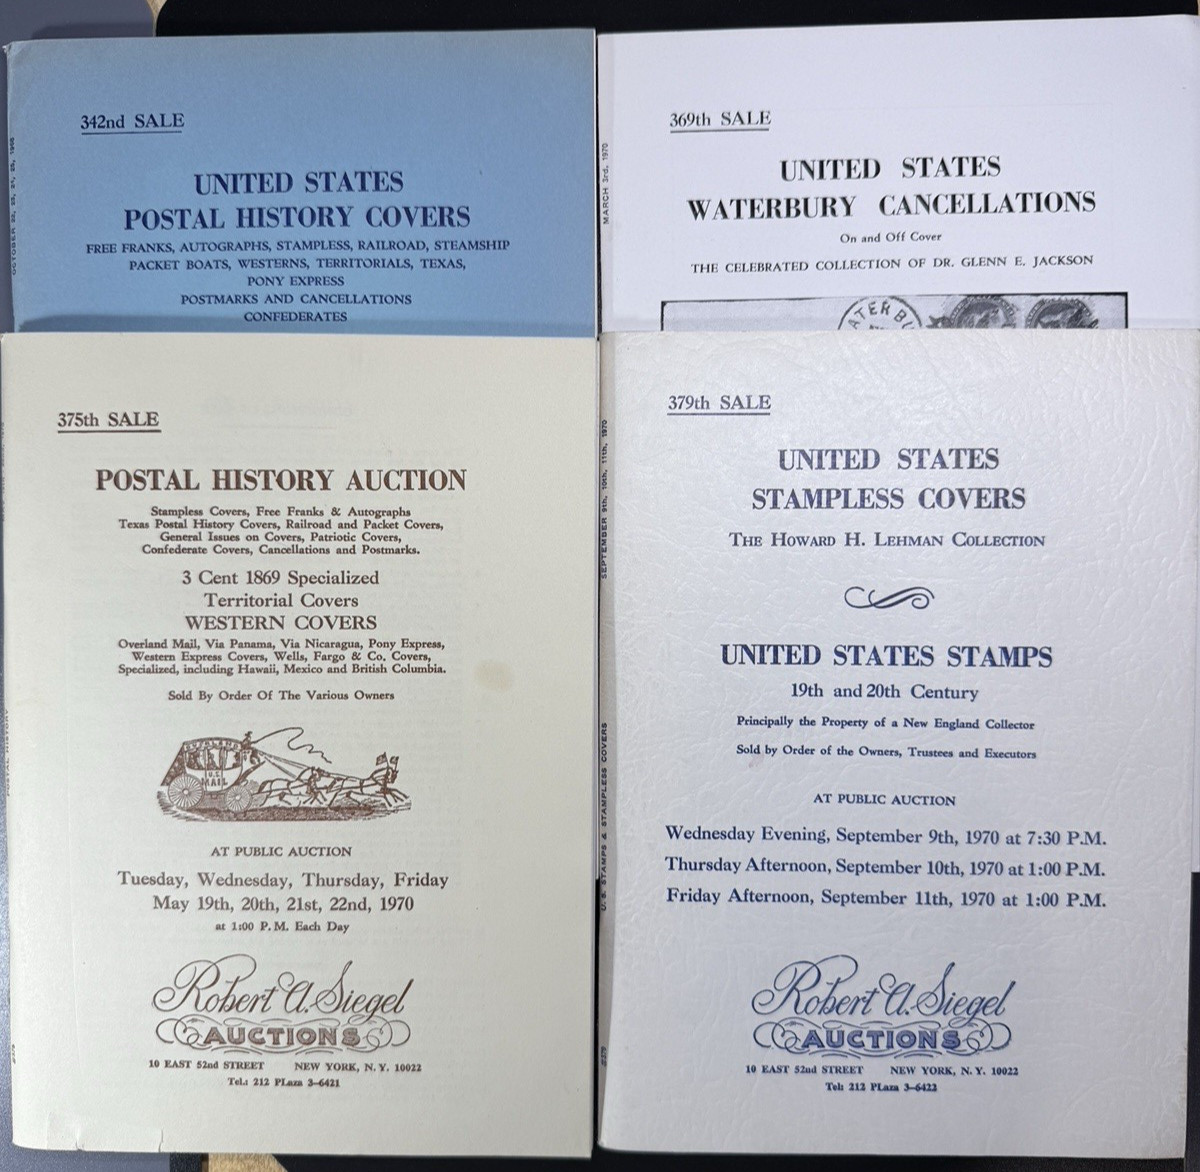 342nd SALE
UNITED STATES
POSTAL HISTORY COVERS
FREE FRANKS, AUTOGRAPHS, STAMPLESS, RAILROAD, STEAMSHIP
PACKET BOATS, WESTERNS, TERRITORIALS, TEXAS,
PONY EXPRESS
POSTMARKS AND CANCELLATIONS
CONFEDERATES
MARCH 3rd, 1970
369th SALE
UNITED STATES
WATERBURY CANCELLATIONS
On and Off Cover
THE CELEBRATED COLLECTION OF DR. GLENN E. JACKSON
375th SALE
POSTAL HISTORY AUCTION
Stampless Covers, Free Franks & Autographs
Texas Postal History Covers, Railroad and Packet Covers,
General Issues on Covers, Patriotic Covers,
Confederate Covers, Cancellations and Postmarks.
3 Cent 1869 Specialized
Territorial Covers
WESTERN COVERS
Overland Mail, Via Panama, Via Nicaragua, Pony Express,
Western Express Covers, Wells, Fargo & Co. Covers,
Specialized, including Hawaii, Mexico and British Columbia.
Sold By Order Of The Various Owners
OVERLAND
U.S.
MAIL
AT PUBLIC AUCTION
Tuesday, Wednesday, Thursday, Friday
May 19th, 20th, 21st, 22nd, 1970
at 1:00 P.M. Each Day
Robert A. Siegel
AUCTIONS
10 EAST 52nd STREET NEW YORK, N. Y. 10022
Tel.: 212 PLaza 3-6421
SEPTEMBER 9th, 10th, 11th, 1970
U. S. STAMPS & STAMPLESS COVERS
379th SALE
UNITED STATES
STAMPLESS COVERS
THE HOWARD H. LEHMAN COLLECTION
UNITED STATES STAMPS
19th and 20th Century
Principally the Property of a New England Collector
Sold by Order of the Owners, Trustees and Executors
AT PUBLIC AUCTION
Wednesday Evening, September 9th, 1970 at 7:30 P.M.
Thursday Afternoon, September 10th, 1970 at 1:00 P.M.
Friday Afternoon, September 11th, 1970 at 1:00 P.M.
Robert A. Siegel
AUCTIONS
10 EAST 52nd STREET NEW YORK, N. Y. 10022
Tel: 212 PLaza 3-6422